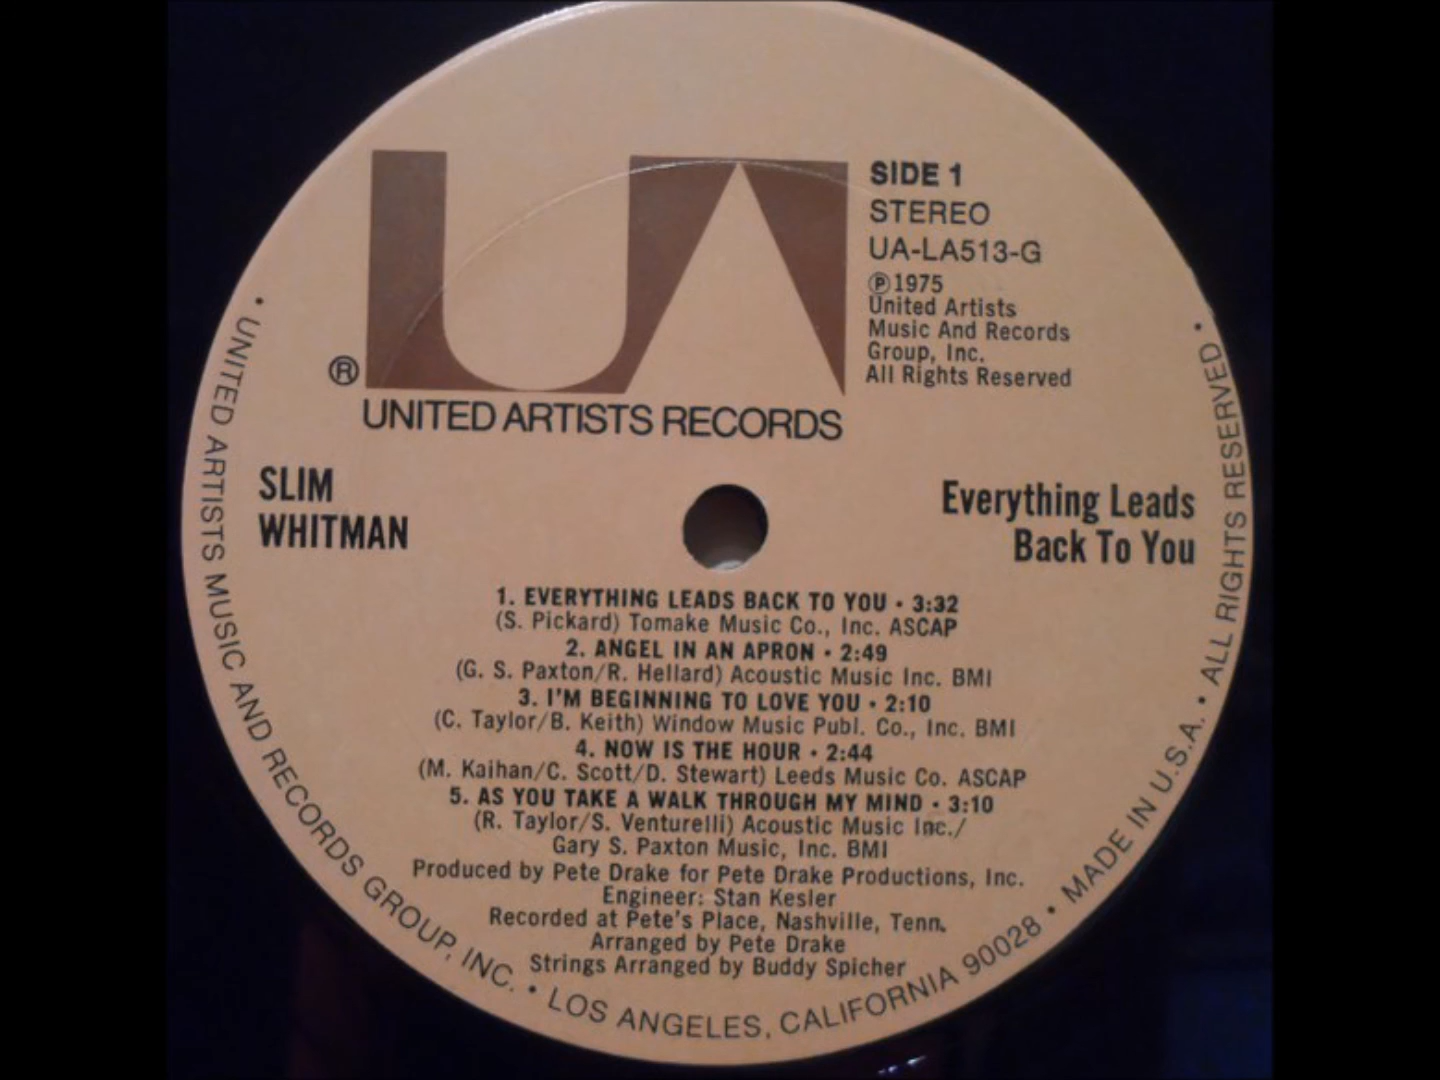 UA
SIDE 1
STEREO
UA-LA513-G
℗1975
United Artists
Music And Records
Group, Inc.
All Rights Reserved
®
UNITED ARTISTS RECORDS
SLIM
WHITMAN
Everything Leads
Back To You
1. EVERYTHING LEADS BACK TO YOU • 3:32
(S. Pickard) Tomake Music Co., Inc. ASCAP
2. ANGEL IN AN APRON • 2:49
(G. S. Paxton/R. Hellard) Acoustic Music Inc. BMI
3. I'M BEGINNING TO LOVE YOU • 2:10
(C. Taylor/B. Keith) Window Music Publ. Co., Inc. BMI
4. NOW IS THE HOUR • 2:44
(M. Kaihan/C. Scott/D. Stewart) Leeds Music Co. ASCAP
5. AS YOU TAKE A WALK THROUGH MY MIND • 3:10
(R. Taylor/S. Venturelli) Acoustic Music Inc./
Gary S. Paxton Music, Inc. BMI
Produced by Pete Drake for Pete Drake Productions, Inc.
Engineer: Stan Kesler
Recorded at Pete's Place, Nashville, Tenn.
Arranged by Pete Drake
Strings Arranged by Buddy Spicher
• UNITED ARTISTS MUSIC AND RECORDS GROUP, INC. • LOS ANGELES, CALIFORNIA 90028 • MADE IN U.S.A. • ALL RIGHTS RESERVED •